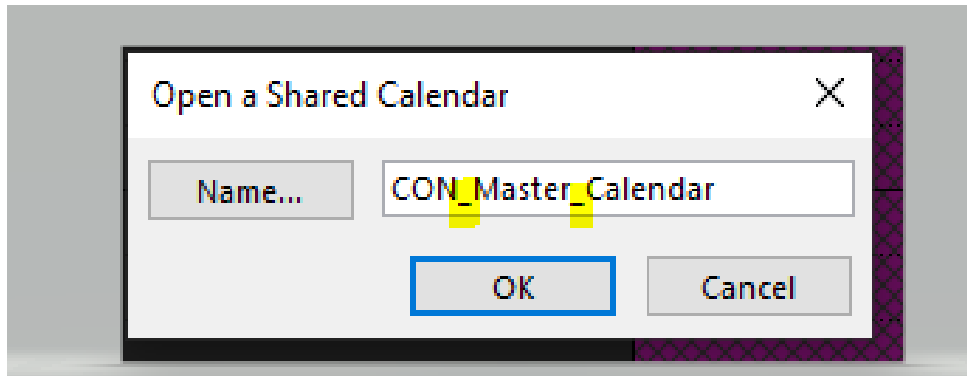 Open a Shared Calendar
Name... CON_Master_Calendar
OK Cancel